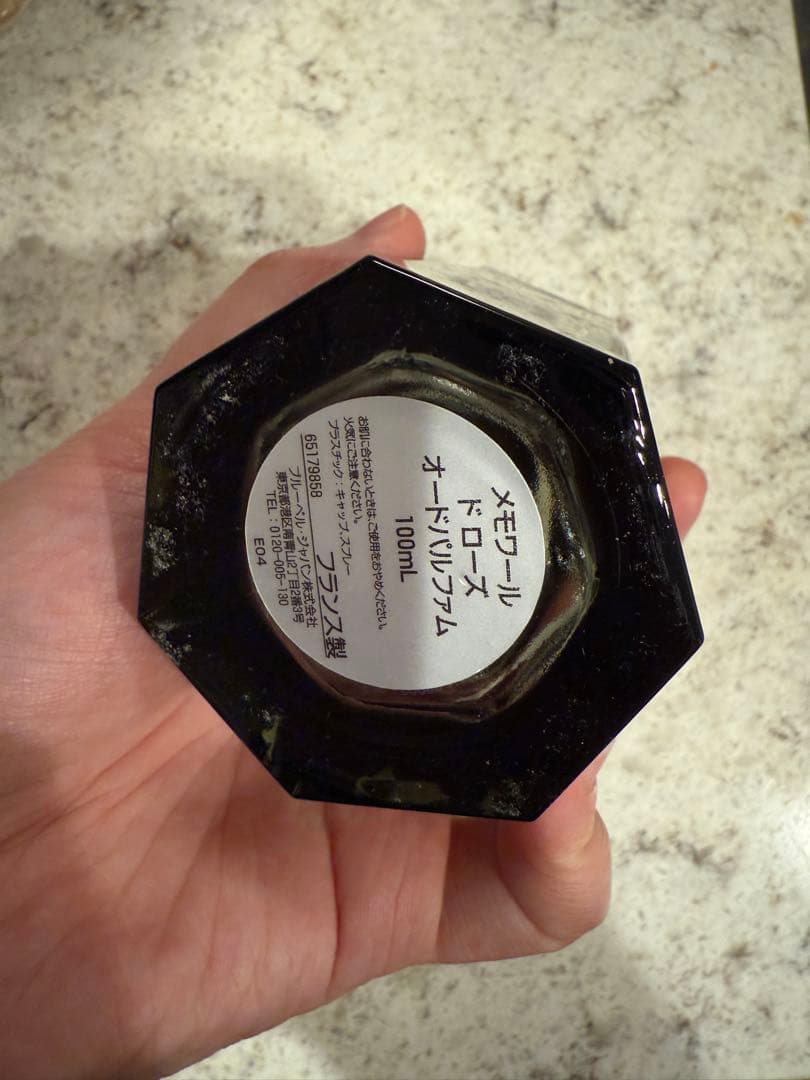 メモワール
ド ローズ
オードパルファム
100mL
お肌に合わないときは、ご使用をおやめください。
火気にご注意ください。
プラスチック：キャップ、スプレー
フランス製
65179858
ブルーベル・ジャパン株式会社
東京都港区南青山2丁目2番3号
TEL：0120-005-130
E04